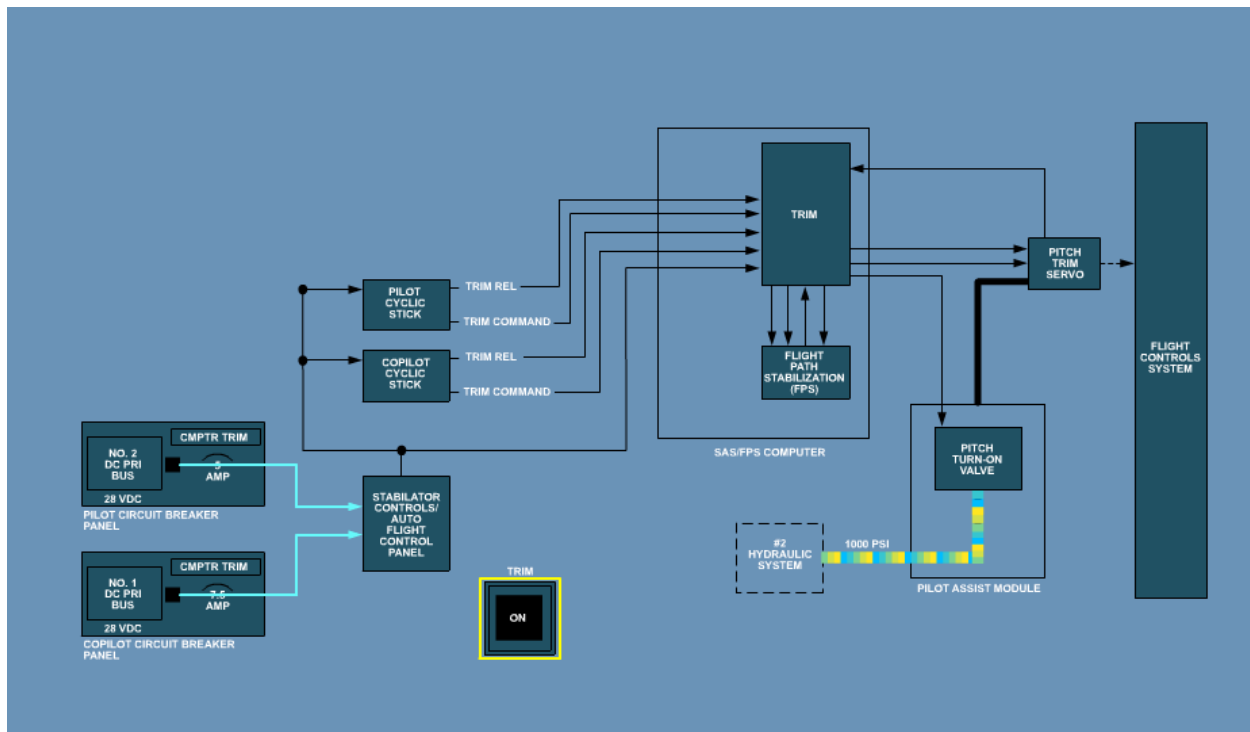 TRIM
PITCH
TRIM
SERVO
FLIGHT
CONTROLS
SYSTEM
PILOT
CYCLIC
STICK
TRIM REL
TRIM COMMAND
COPILOT
CYCLIC
STICK
TRIM REL
TRIM COMMAND
FLIGHT
PATH
STABILIZATION
(FPS)
SAS/FPS COMPUTER
PITCH
TURN-ON
VALVE
PILOT ASSIST MODULE
#2
HYDRAULIC
SYSTEM
1000 PSI
NO. 2
DC PRI
BUS
28 VDC
CMPTR TRIM
5
AMP
PILOT CIRCUIT BREAKER
PANEL
STABILATOR
CONTROLS/
AUTO
FLIGHT
CONTROL
PANEL
NO. 1
DC PRI
BUS
28 VDC
CMPTR TRIM
7.5
AMP
COPILOT CIRCUIT BREAKER
PANEL
TRIM
ON